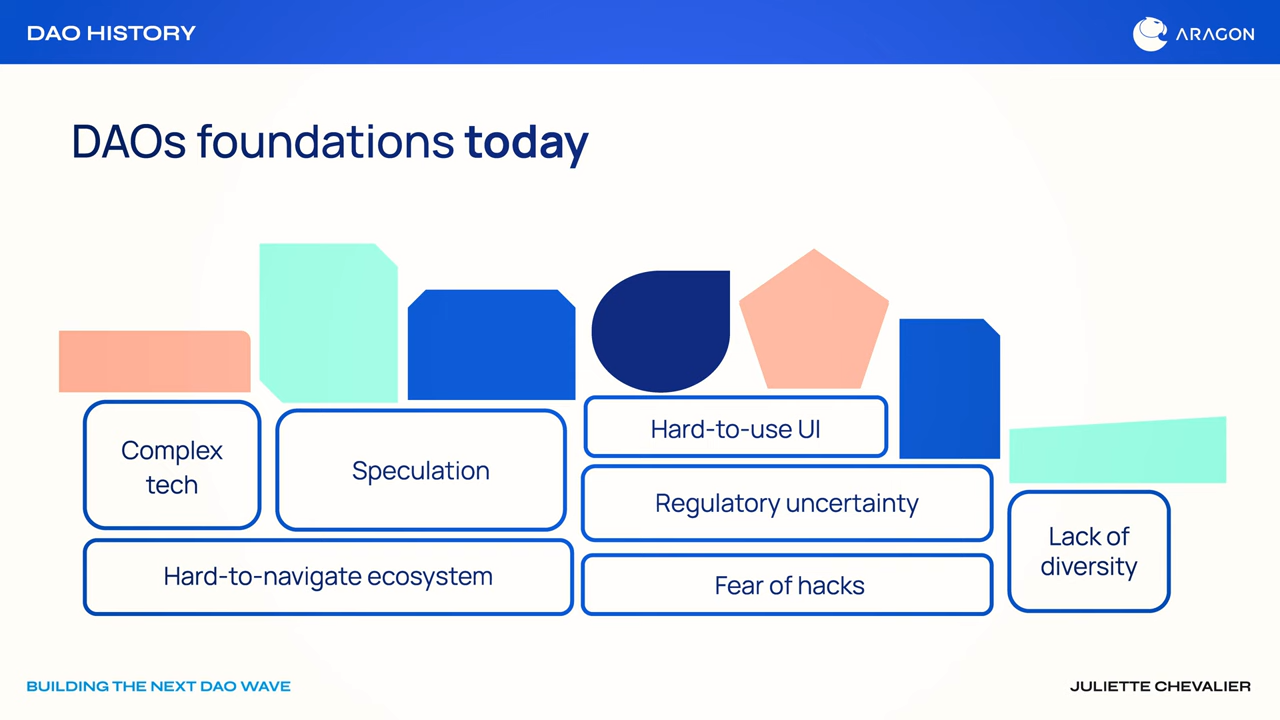 DAO HISTORY
ARAGON
DAOs foundations today
Complex
tech
Speculation
Hard-to-use UI
Regulatory uncertainty
Hard-to-navigate ecosystem
Fear of hacks
Lack of
diversity
BUILDING THE NEXT DAO WAVE
JULIETTE CHEVALIER